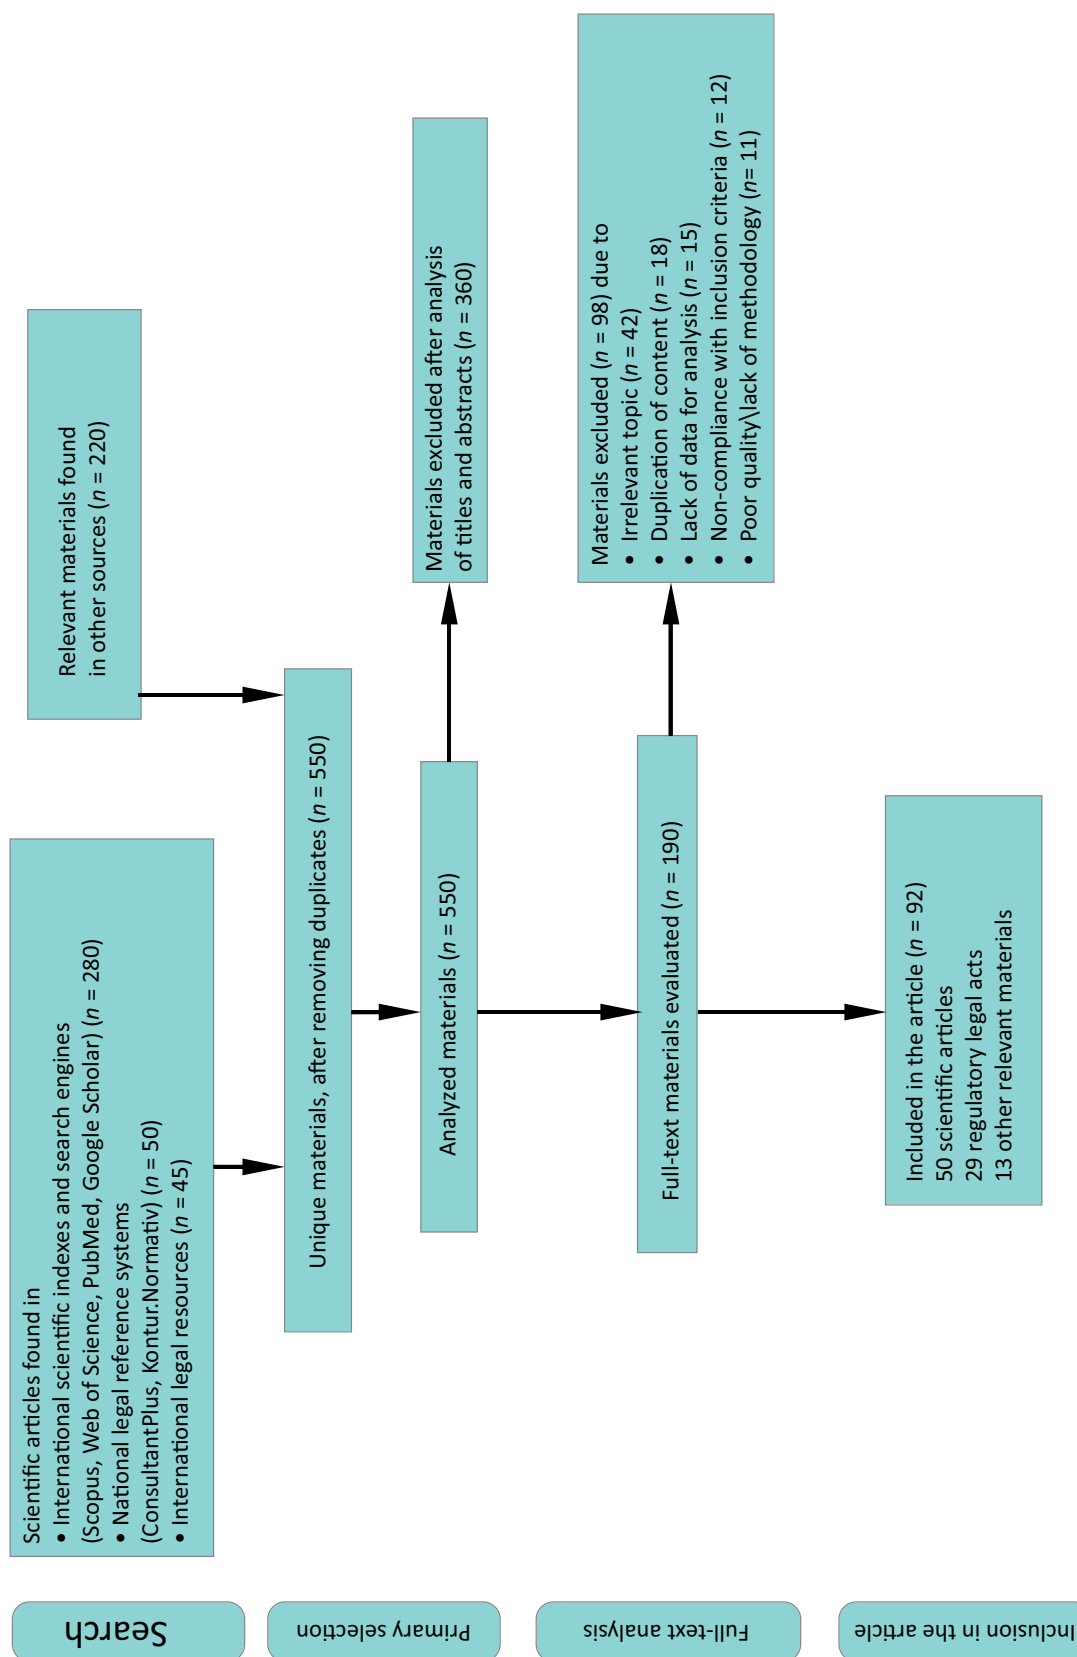 Search
Scientific articles found in
• International scientific indexes and search engines
(Scopus, Web of Science, PubMed, Google Scholar) (n = 280)
• National legal reference systems
(ConsultantPlus, Kontur.Normativ) (n = 50)
• International legal resources (n = 45)
Relevant materials found
in other sources (n = 220)
Primary selection
Unique materials, after removing duplicates (n = 550)
Analyzed materials (n = 550)
Materials excluded after analysis
of titles and abstracts (n = 360)
Full-text analysis
Full-text materials evaluated (n = 190)
Materials excluded (n = 98) due to
• Irrelevant topic (n = 42)
• Duplication of content (n = 18)
• Lack of data for analysis (n = 15)
• Non-compliance with inclusion criteria (n = 12)
• Poor quality\lack of methodology (n= 11)
Inclusion in the article
Included in the article (n = 92)
50 scientific articles
29 regulatory legal acts
13 other relevant materials